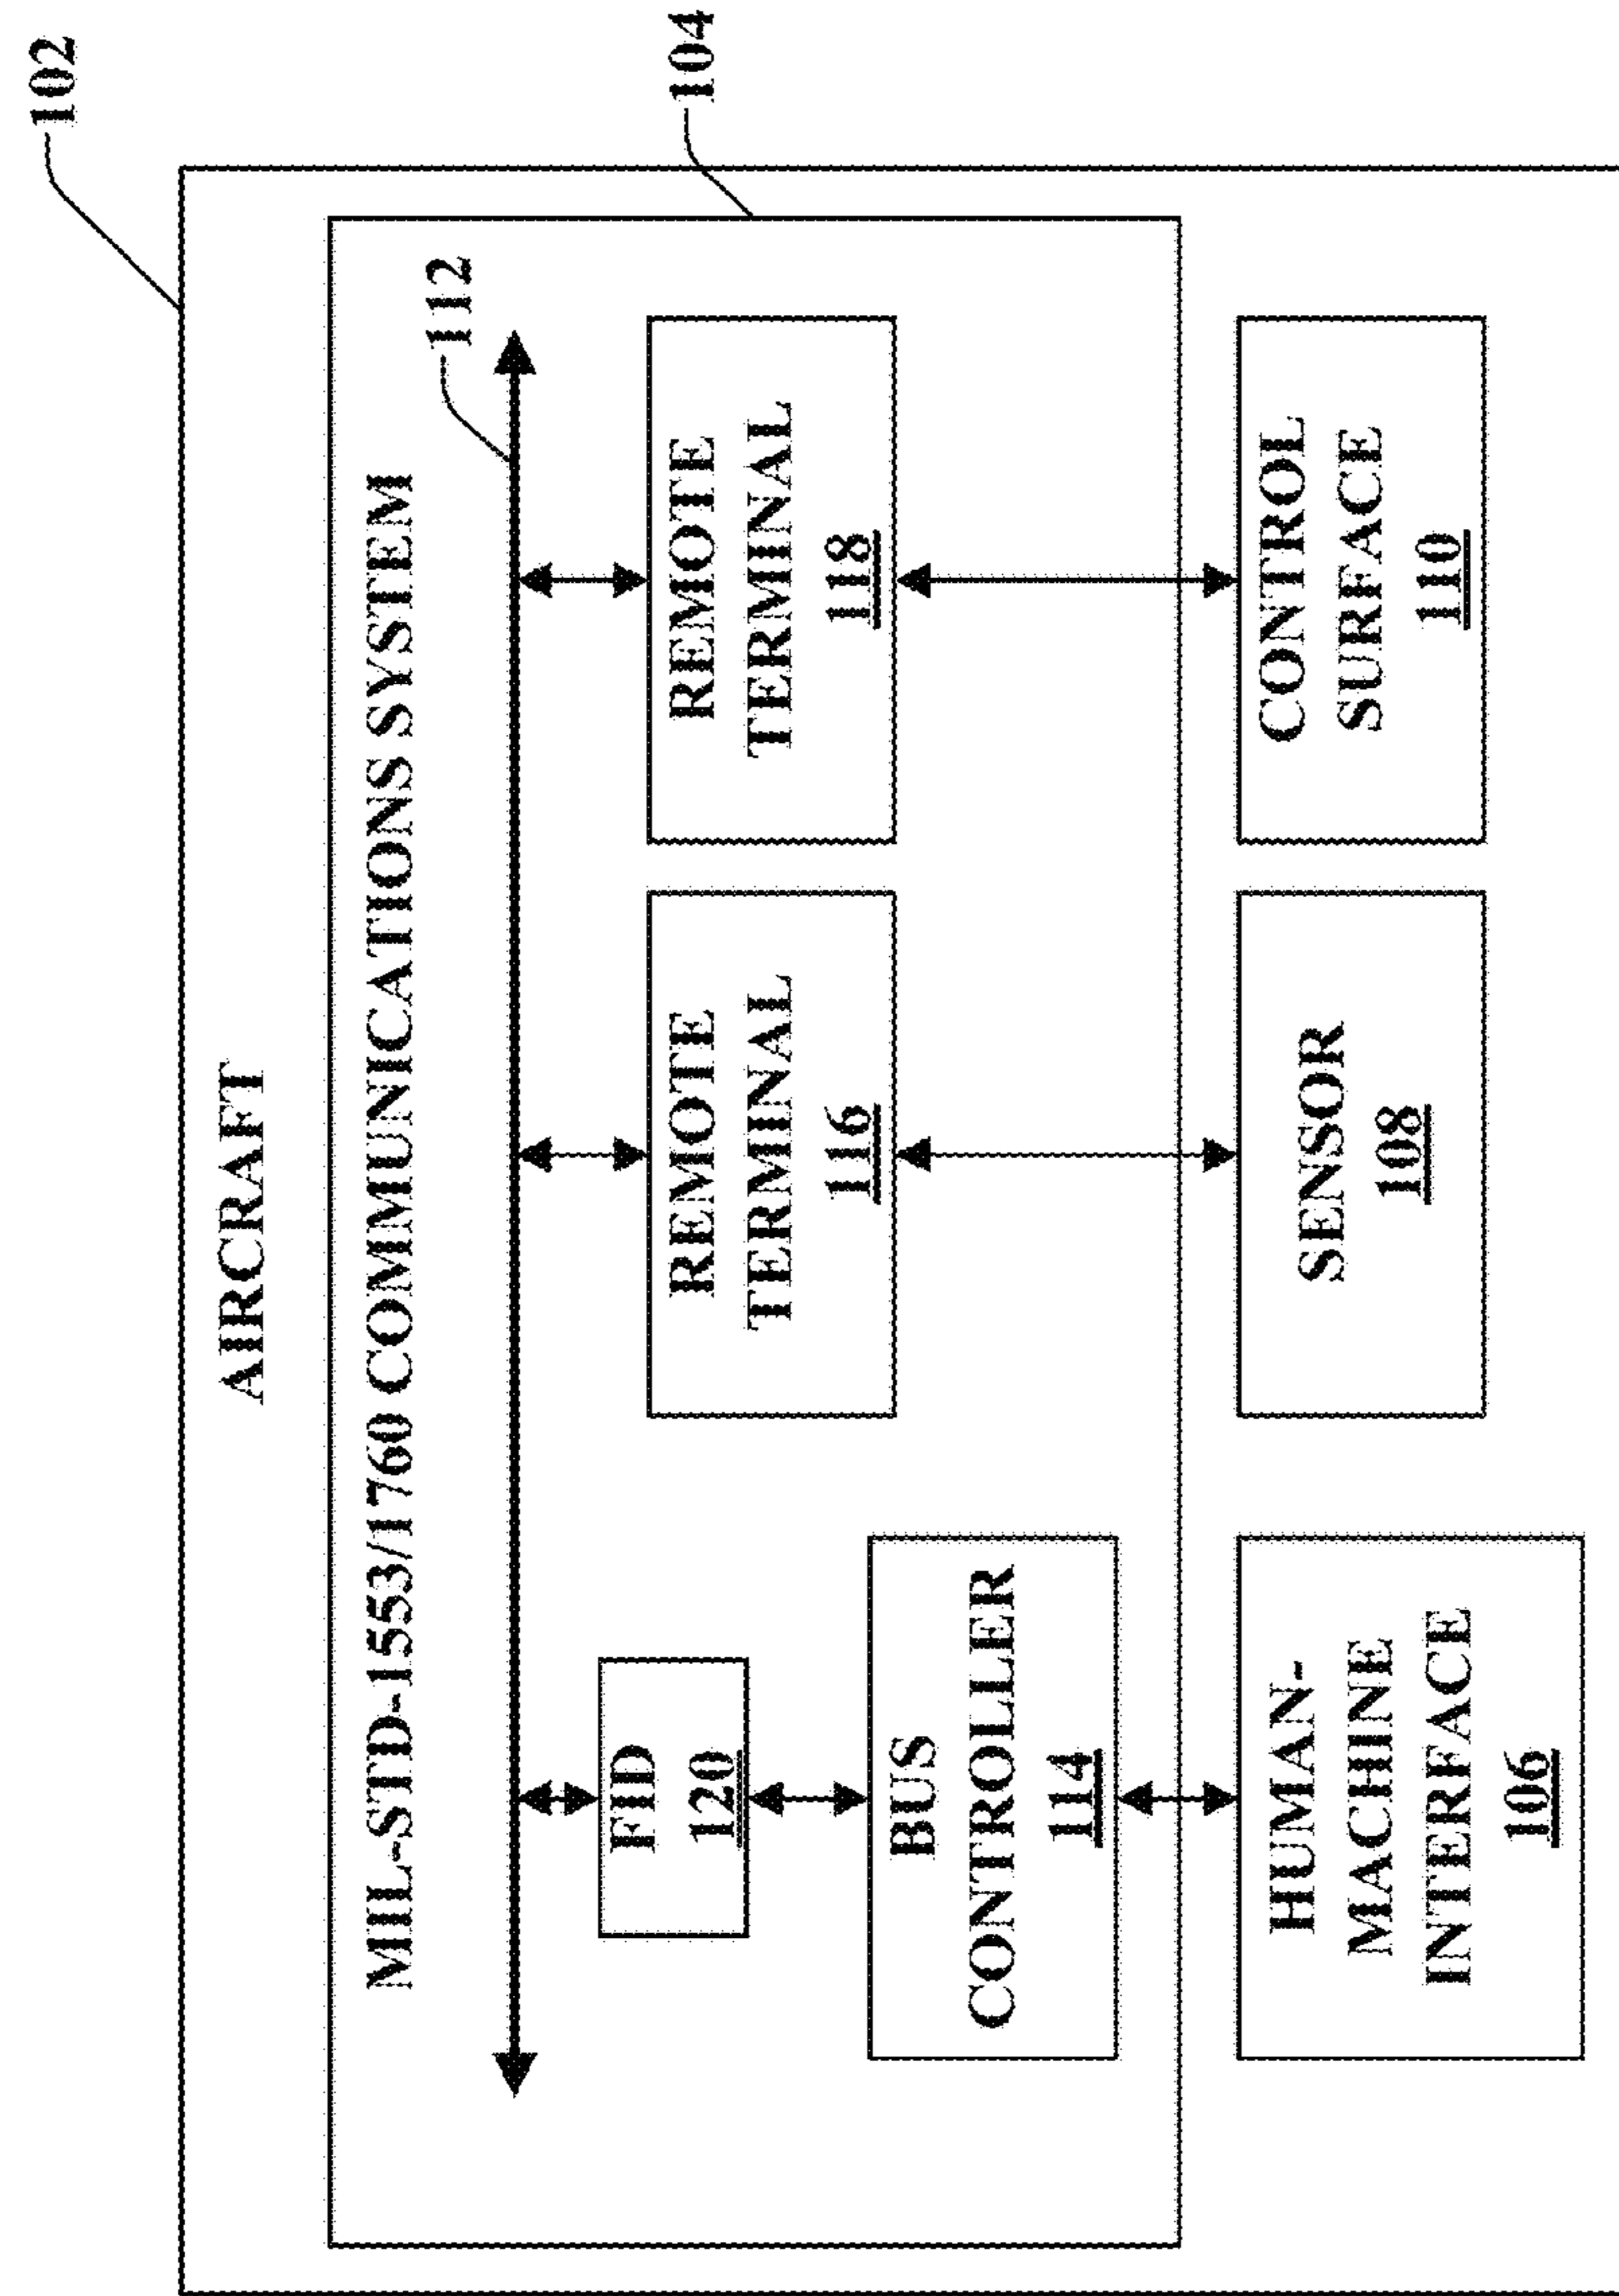 102
AIRCRAFT
104
MIL-STD-1553/1760 COMMUNICATIONS SYSTEM
112
FID
120
REMOTE
TERMINAL
116
REMOTE
TERMINAL
118
BUS
CONTROLLER
114
HUMAN-
MACHINE
INTERFACE
106
SENSOR
108
CONTROL
SURFACE
110